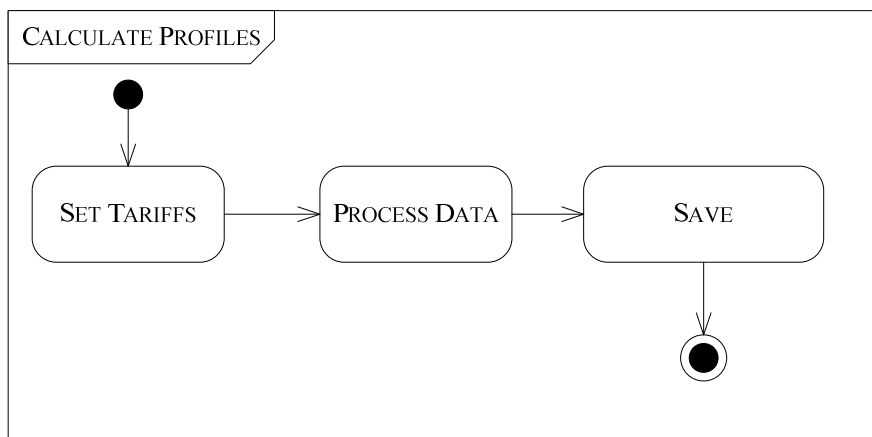 CALCULATE PROFILES
SET TARIFFS
PROCESS DATA
SAVE